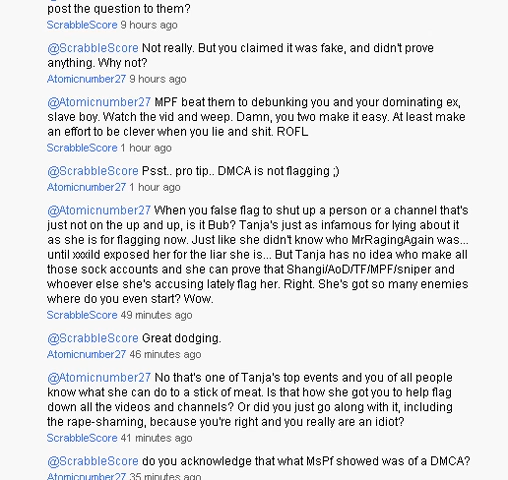 post the question to them?
ScrabbleScore 9 hours ago
@ScrabbleScore Not really. But you claimed it was fake, and didn't prove
anything. Why not?
Atomicnumber27 9 hours ago
@Atomicnumber27 MPF beat them to debunking you and your dominating ex,
slave boy. Watch the vid and weep. Damn, you two make it easy. At least make
an effort to be clever when you lie and shit. ROFL
ScrabbleScore 1 hour ago
@ScrabbleScore Psst.. pro tip.. DMCA is not flagging ;)
Atomicnumber27 1 hour ago
@Atomicnumber27 When you false flag to shut up a person or a channel that's
just not on the up and up, is it Bub? Tanja's just as infamous for lying about it
as she is for flagging now. Just like she didn't know who MrRagingAgain was...
until xxxild exposed her for the liar she is... But Tanja has no idea who make all
those sock accounts and she can prove that Shangi/AoD/TF/MPF/sniper and
whoever else she's accusing lately flag her. Right. She's got so many enemies
where do you even start? Wow.
ScrabbleScore 49 minutes ago
@ScrabbleScore Great dodging.
Atomicnumber27 46 minutes ago
@Atomicnumber27 No that's one of Tanja's top events and you of all people
know what she can do to a stick of meat. Is that how she got you to help flag
down all the videos and channels? Or did you just go along with it, including
the rape-shaming, because you're right and you really are an idiot?
ScrabbleScore 41 minutes ago
@ScrabbleScore do you acknowledge that what MsPf showed was of a DMCA?
Atomicnumber27 35 minutes ago